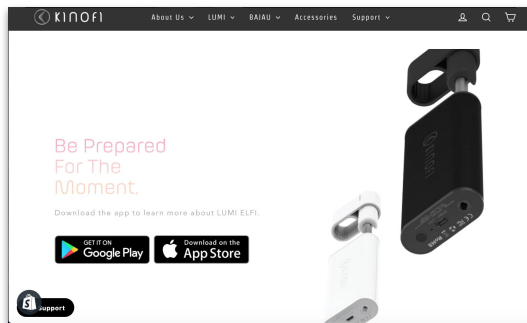 KINOFI
About Us
LUMI
BAJAU
Accessories
Support
Be Prepared
For The
Moment.
Download the app to learn more about LUMI ELFI.
GET IT ON
Google Play
Download on the
App Store
Support
KINOFI